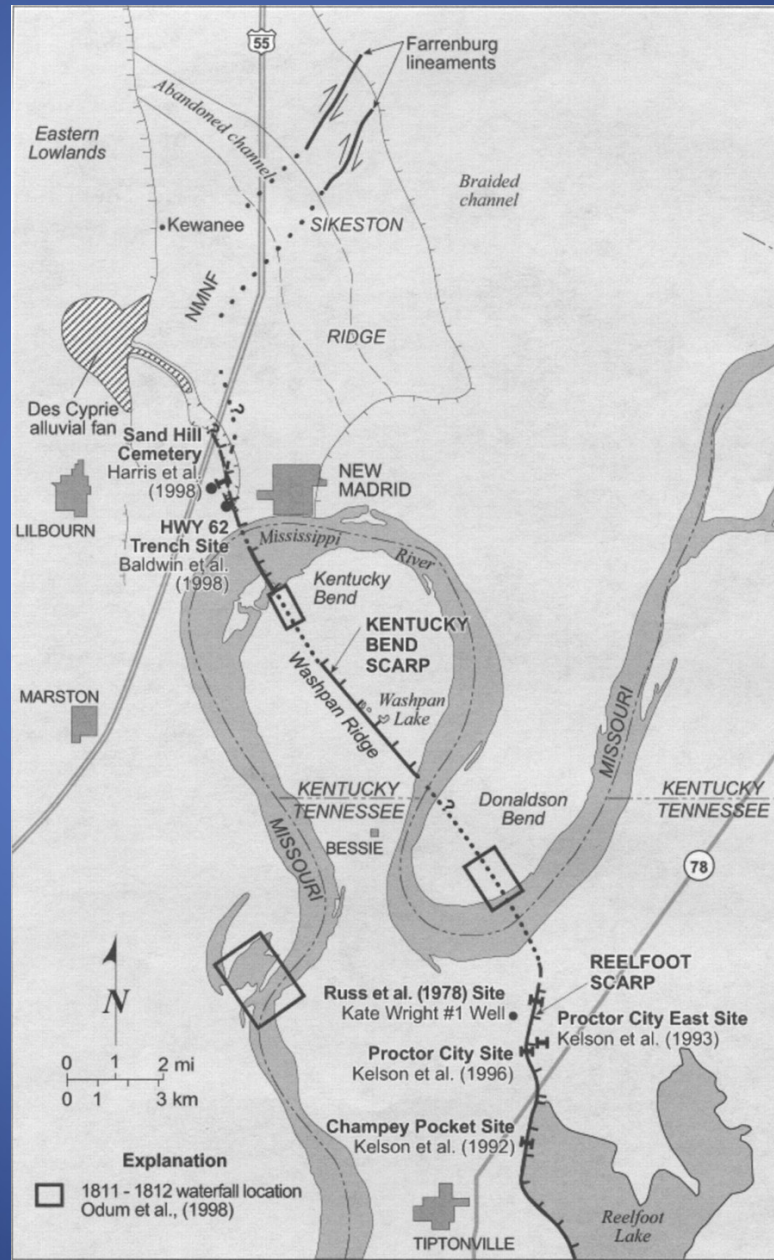 55
Farrenburg
lineaments
Abandoned channel
Eastern
Lowlands
Braided
channel
Kewanee
SIKESTON
NMNF
RIDGE
Des Cyprie
alluvial fan
?
?
Sand Hill
Cemetery
Harris et al.
(1998)
NEW
MADRID
LILBOURN
HWY 62
Trench Site
Baldwin et al.
(1998)
Mississippi
River
Kentucky
Bend
KENTUCKY
BEND
SCARP
Washpan Ridge
Washpan
Lake
MARSTON
MISSOURI
KENTUCKY
TENNESSEE
KENTUCKY
TENNESSEE
?
Donaldson
Bend
BESSIE
MISSOURI
78
REELFOOT
SCARP
N
Russ et al. (1978) Site
Kate Wright #1 Well
Proctor City East Site
Kelson et al. (1993)
Proctor City Site
Kelson et al. (1996)
0 1 2 mi
0 1 3 km
Champey Pocket Site
Kelson et al. (1992)
Explanation
1811 - 1812 waterfall location
Odum et al., (1998)
TIPTONVILLE
Reelfoot
Lake